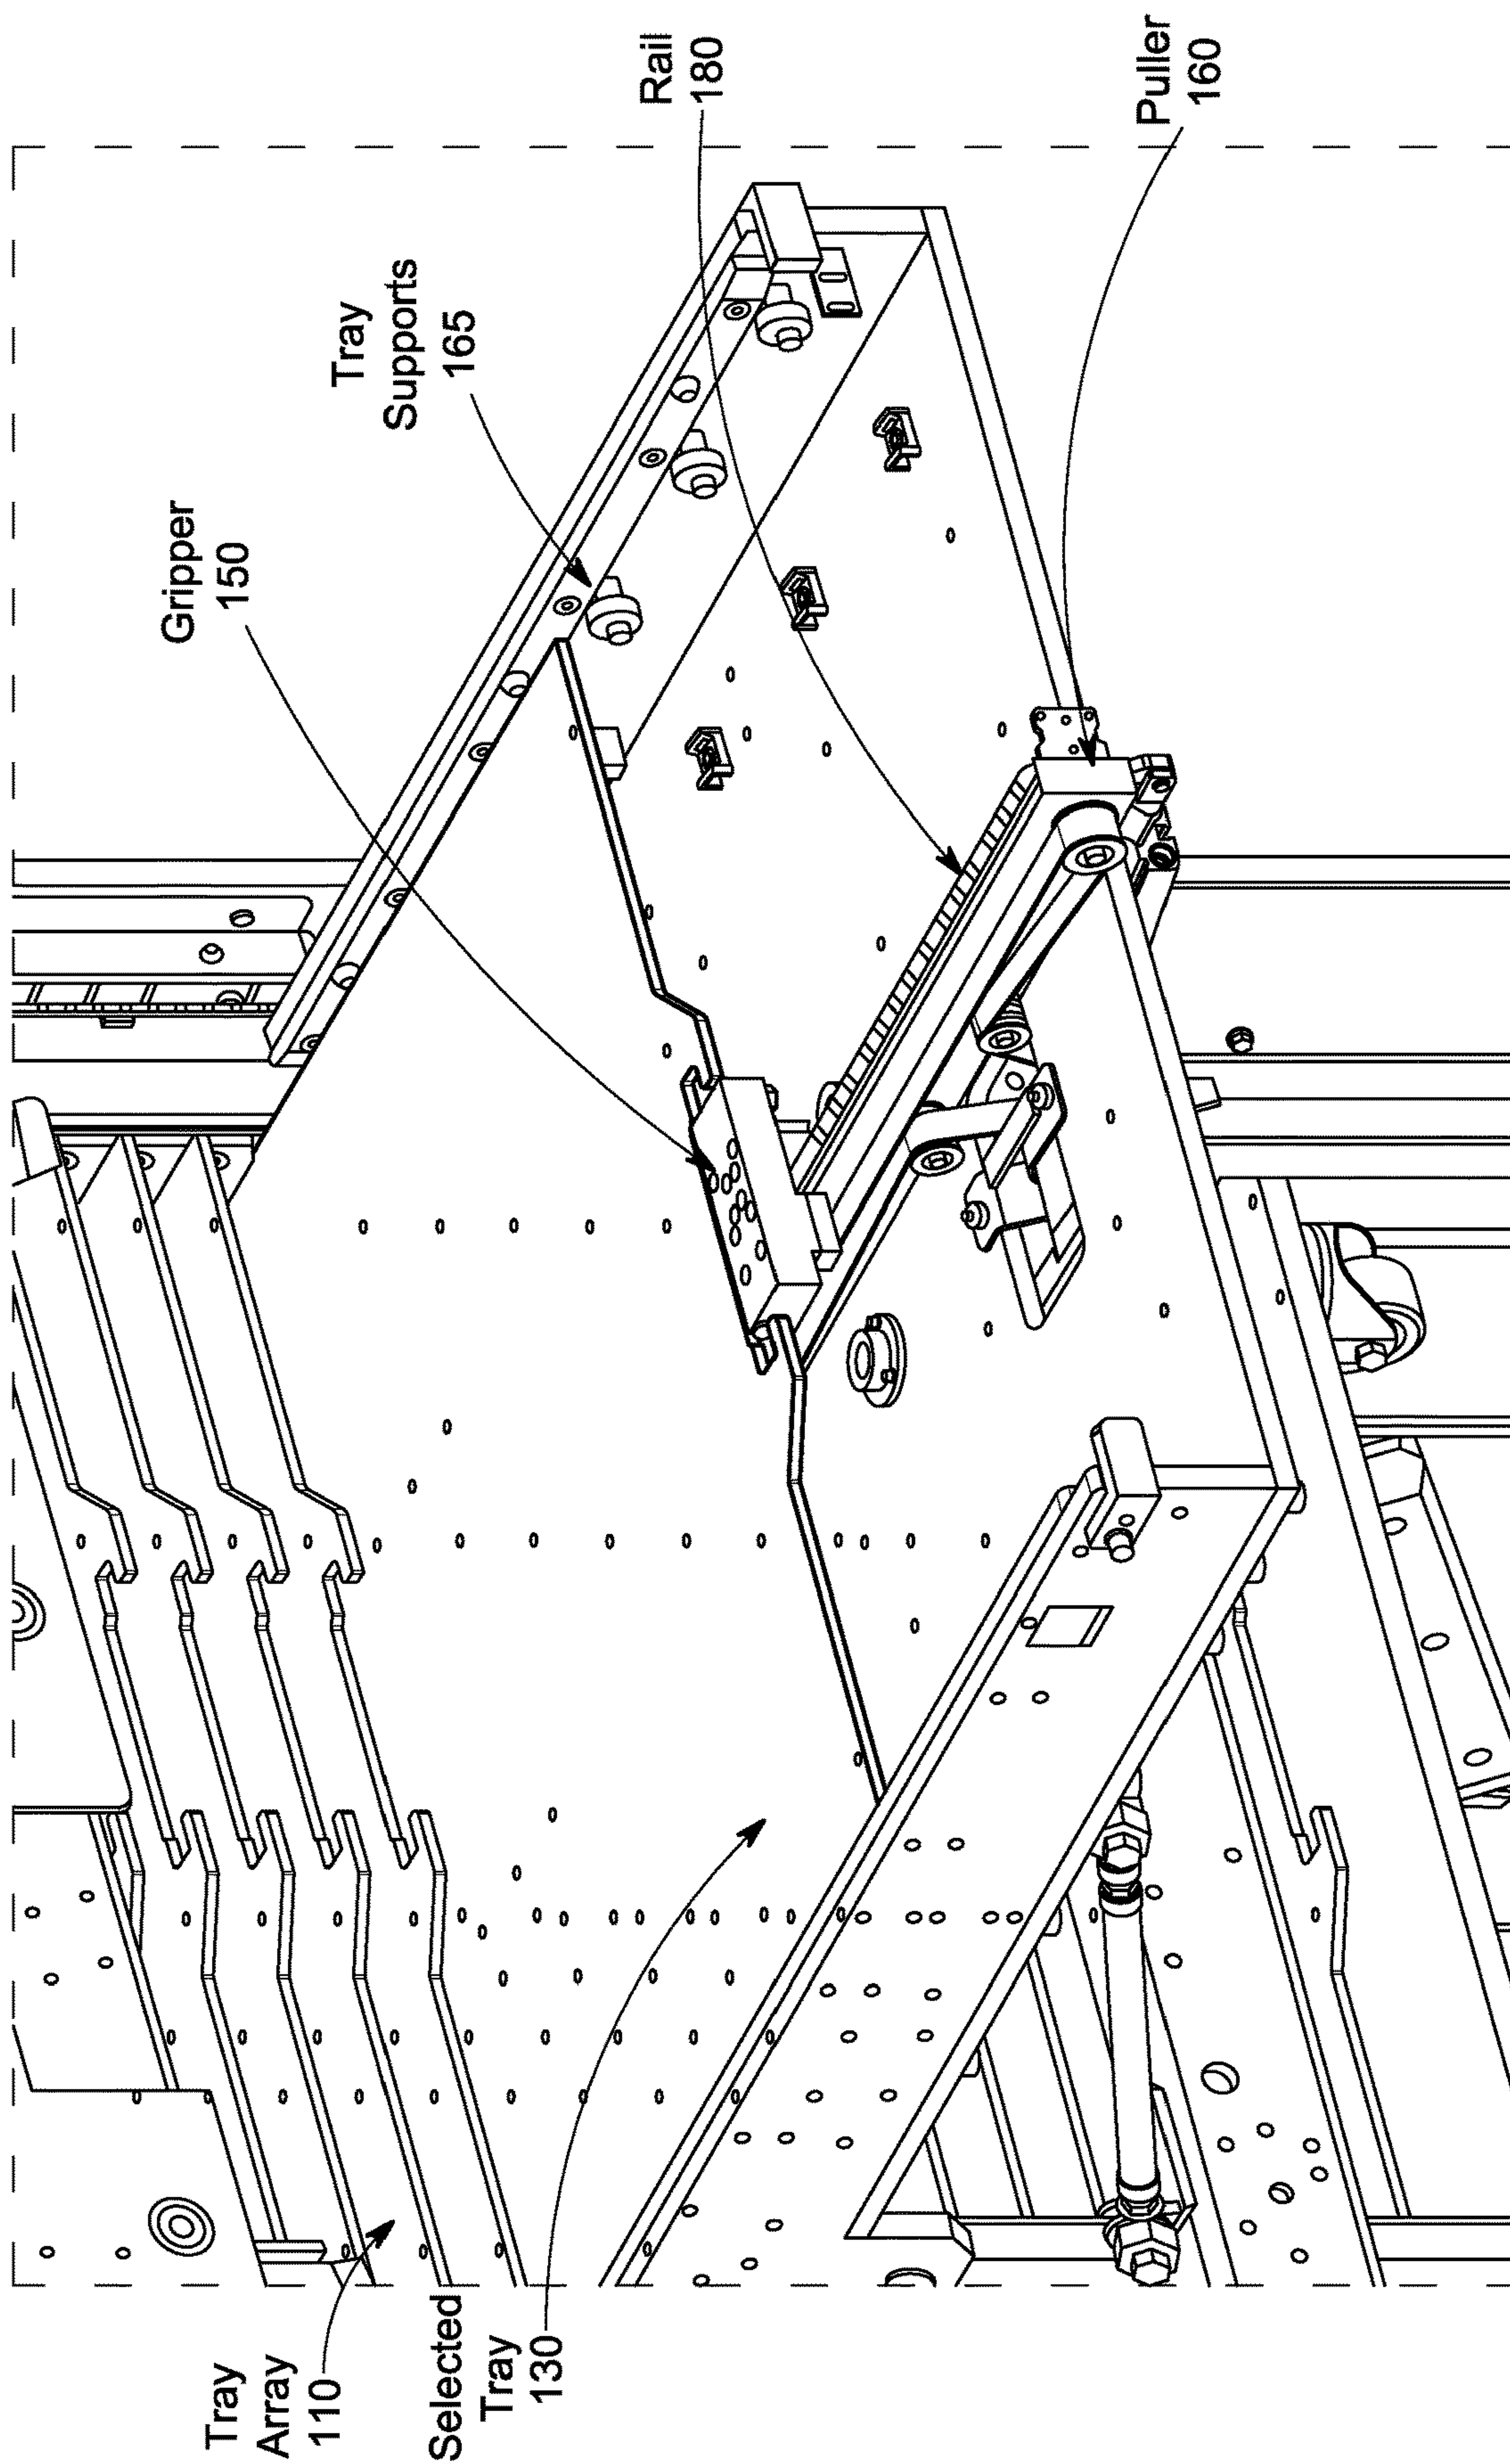 Tray
Array
110
Selected
Tray
130
Gripper
150
Tray
Supports
165
Rail
180
Puller
160